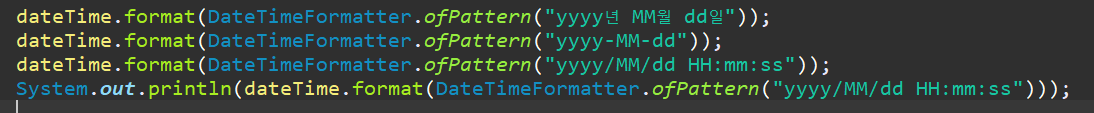 dateTime.format(DateTimeFormatter.ofPattern("yyyy년 MM월 dd일"));
dateTime.format(DateTimeFormatter.ofPattern("yyyy-MM-dd"));
dateTime.format(DateTimeFormatter.ofPattern("yyyy/MM/dd HH:mm:ss"));
System.out.println(dateTime.format(DateTimeFormatter.ofPattern("yyyy/MM/dd HH:mm:ss")));